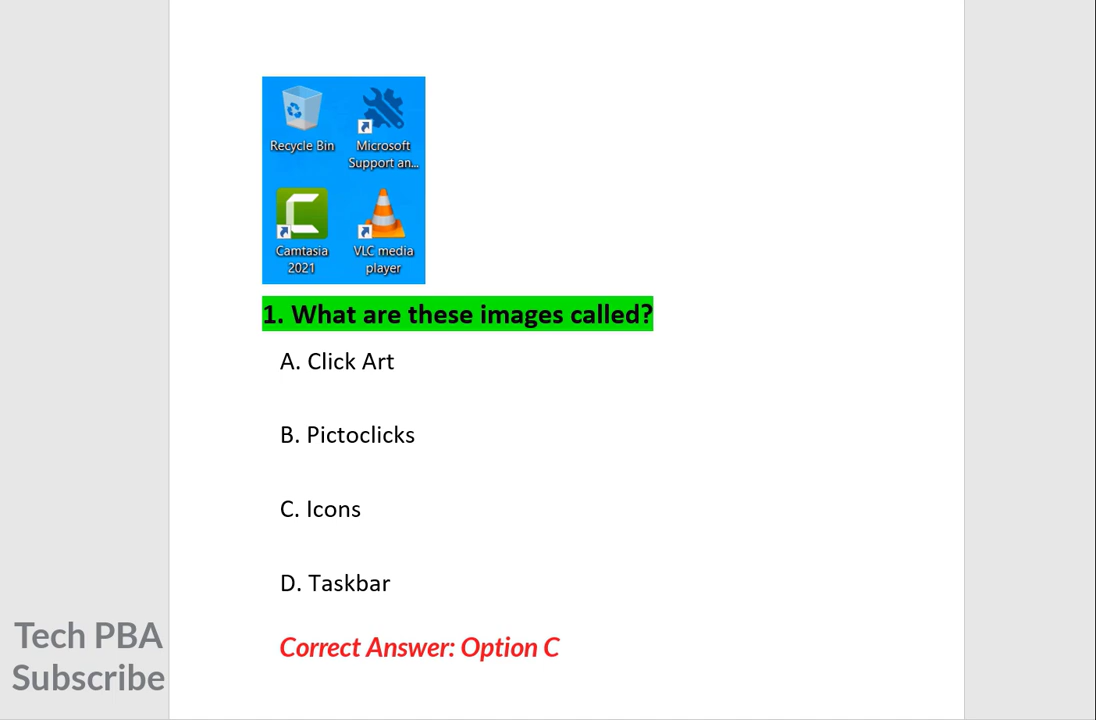 Recycle Bin
Microsoft
Support an...
Camtasia
2021
VLC media
player
1. What are these images called?
A. Click Art
B. Pictoclicks
C. Icons
D. Taskbar
Correct Answer: Option C
Tech PBA
Subscribe